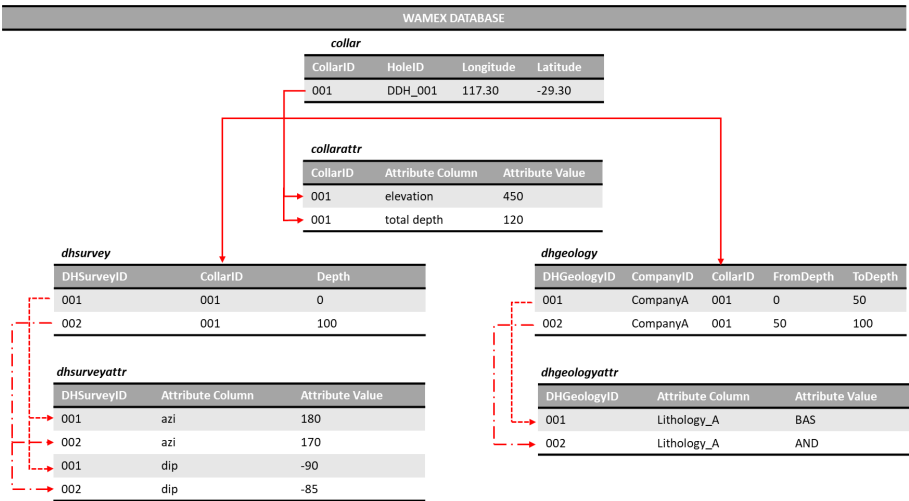 WAMEX DATABASE
collar
CollarID HoleID Longitude Latitude
001 DDH_001 117.30 -29.30
collarattr
CollarID Attribute Column Attribute Value
001 elevation 450
001 total depth 120
dhsurvey
DHSurveyID CollarID Depth
001 001 0
002 001 100
dhgeology
DHGeologyID CompanyID CollarID FromDepth ToDepth
001 CompanyA 001 0 50
002 CompanyA 001 50 100
dhsurveyattr
DHSurveyID Attribute Column Attribute Value
001 azi 180
002 azi 170
001 dip -90
002 dip -85
dhgeologyattr
DHGeologyID Attribute Column Attribute Value
001 Lithology_A BAS
002 Lithology_A AND